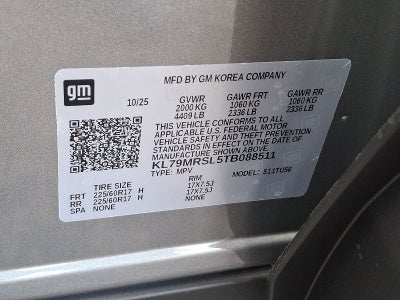 gm
MFD BY GM KOREA COMPANY
10/25 GVWR GAWR FRT GAWR RR
2000 KG 1060 KG 1060 KG
4409 LB 2336 LB 2336 LB
THIS VEHICLE CONFORMS TO ALL
APPLICABLE U.S. FEDERAL MOTOR
VEHICLE SAFETY AND THEFT PREVENTION
STANDARDS IN EFFECT ON THE DATE OF
MANUFACTURE SHOWN ABOVE.
KL79MRSL5TB088511
TYPE: MPV MODEL: 511TUS6
TIRE SIZE RIM
FRT 225/60R17 H 17X7.5J
RR 225/60R17 H 17X7.5J
SPA NONE NONE